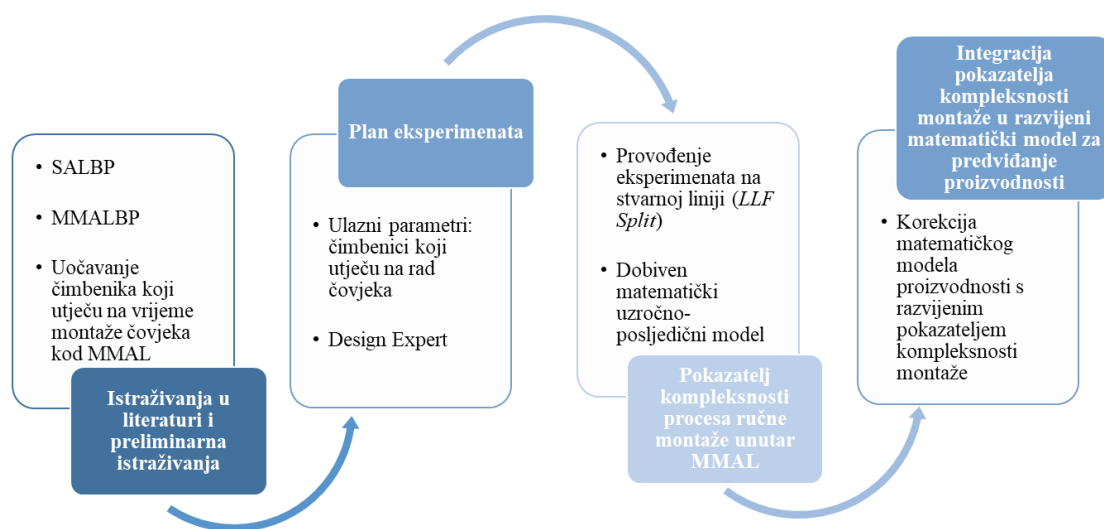 • SALBP
• MMALBP
• Uočavanje
čimbenika koji
utječu na vrijeme
montaže čovjeka
kod MMAL
Istraživanja u
literaturi i
preliminarna
istraživanja
Plan eksperimenata
• Ulazni parametri:
čimbenici koji
utječu na rad
čovjeka
• Design Expert
• Provođenje
eksperimenata na
stvarnoj liniji (LLF
Split)
• Dobiven
matematički
uzročno-
posljedični model
Pokazatelj
kompleksnosti
procesa ručne
montaže unutar
MMAL
Integracija
pokazatelja
kompleksnosti
montaže u razvijeni
matematički model za
predviđanje
proizvodnosti
• Korekcija
matematičkog
modela
proizvodnosti s
razvijenim
pokazateljem
kompleksnosti
montaže